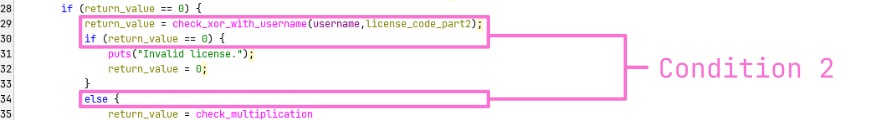 28 if (return_value == 0) {
29 return_value = check_xor_with_username(username,license_code_part2);
30 if (return_value == 0) {
31 puts("Invalid license.");
32 return_value = 0;
33 }
34 else {
35 return_value = check_multiplication
Condition 2